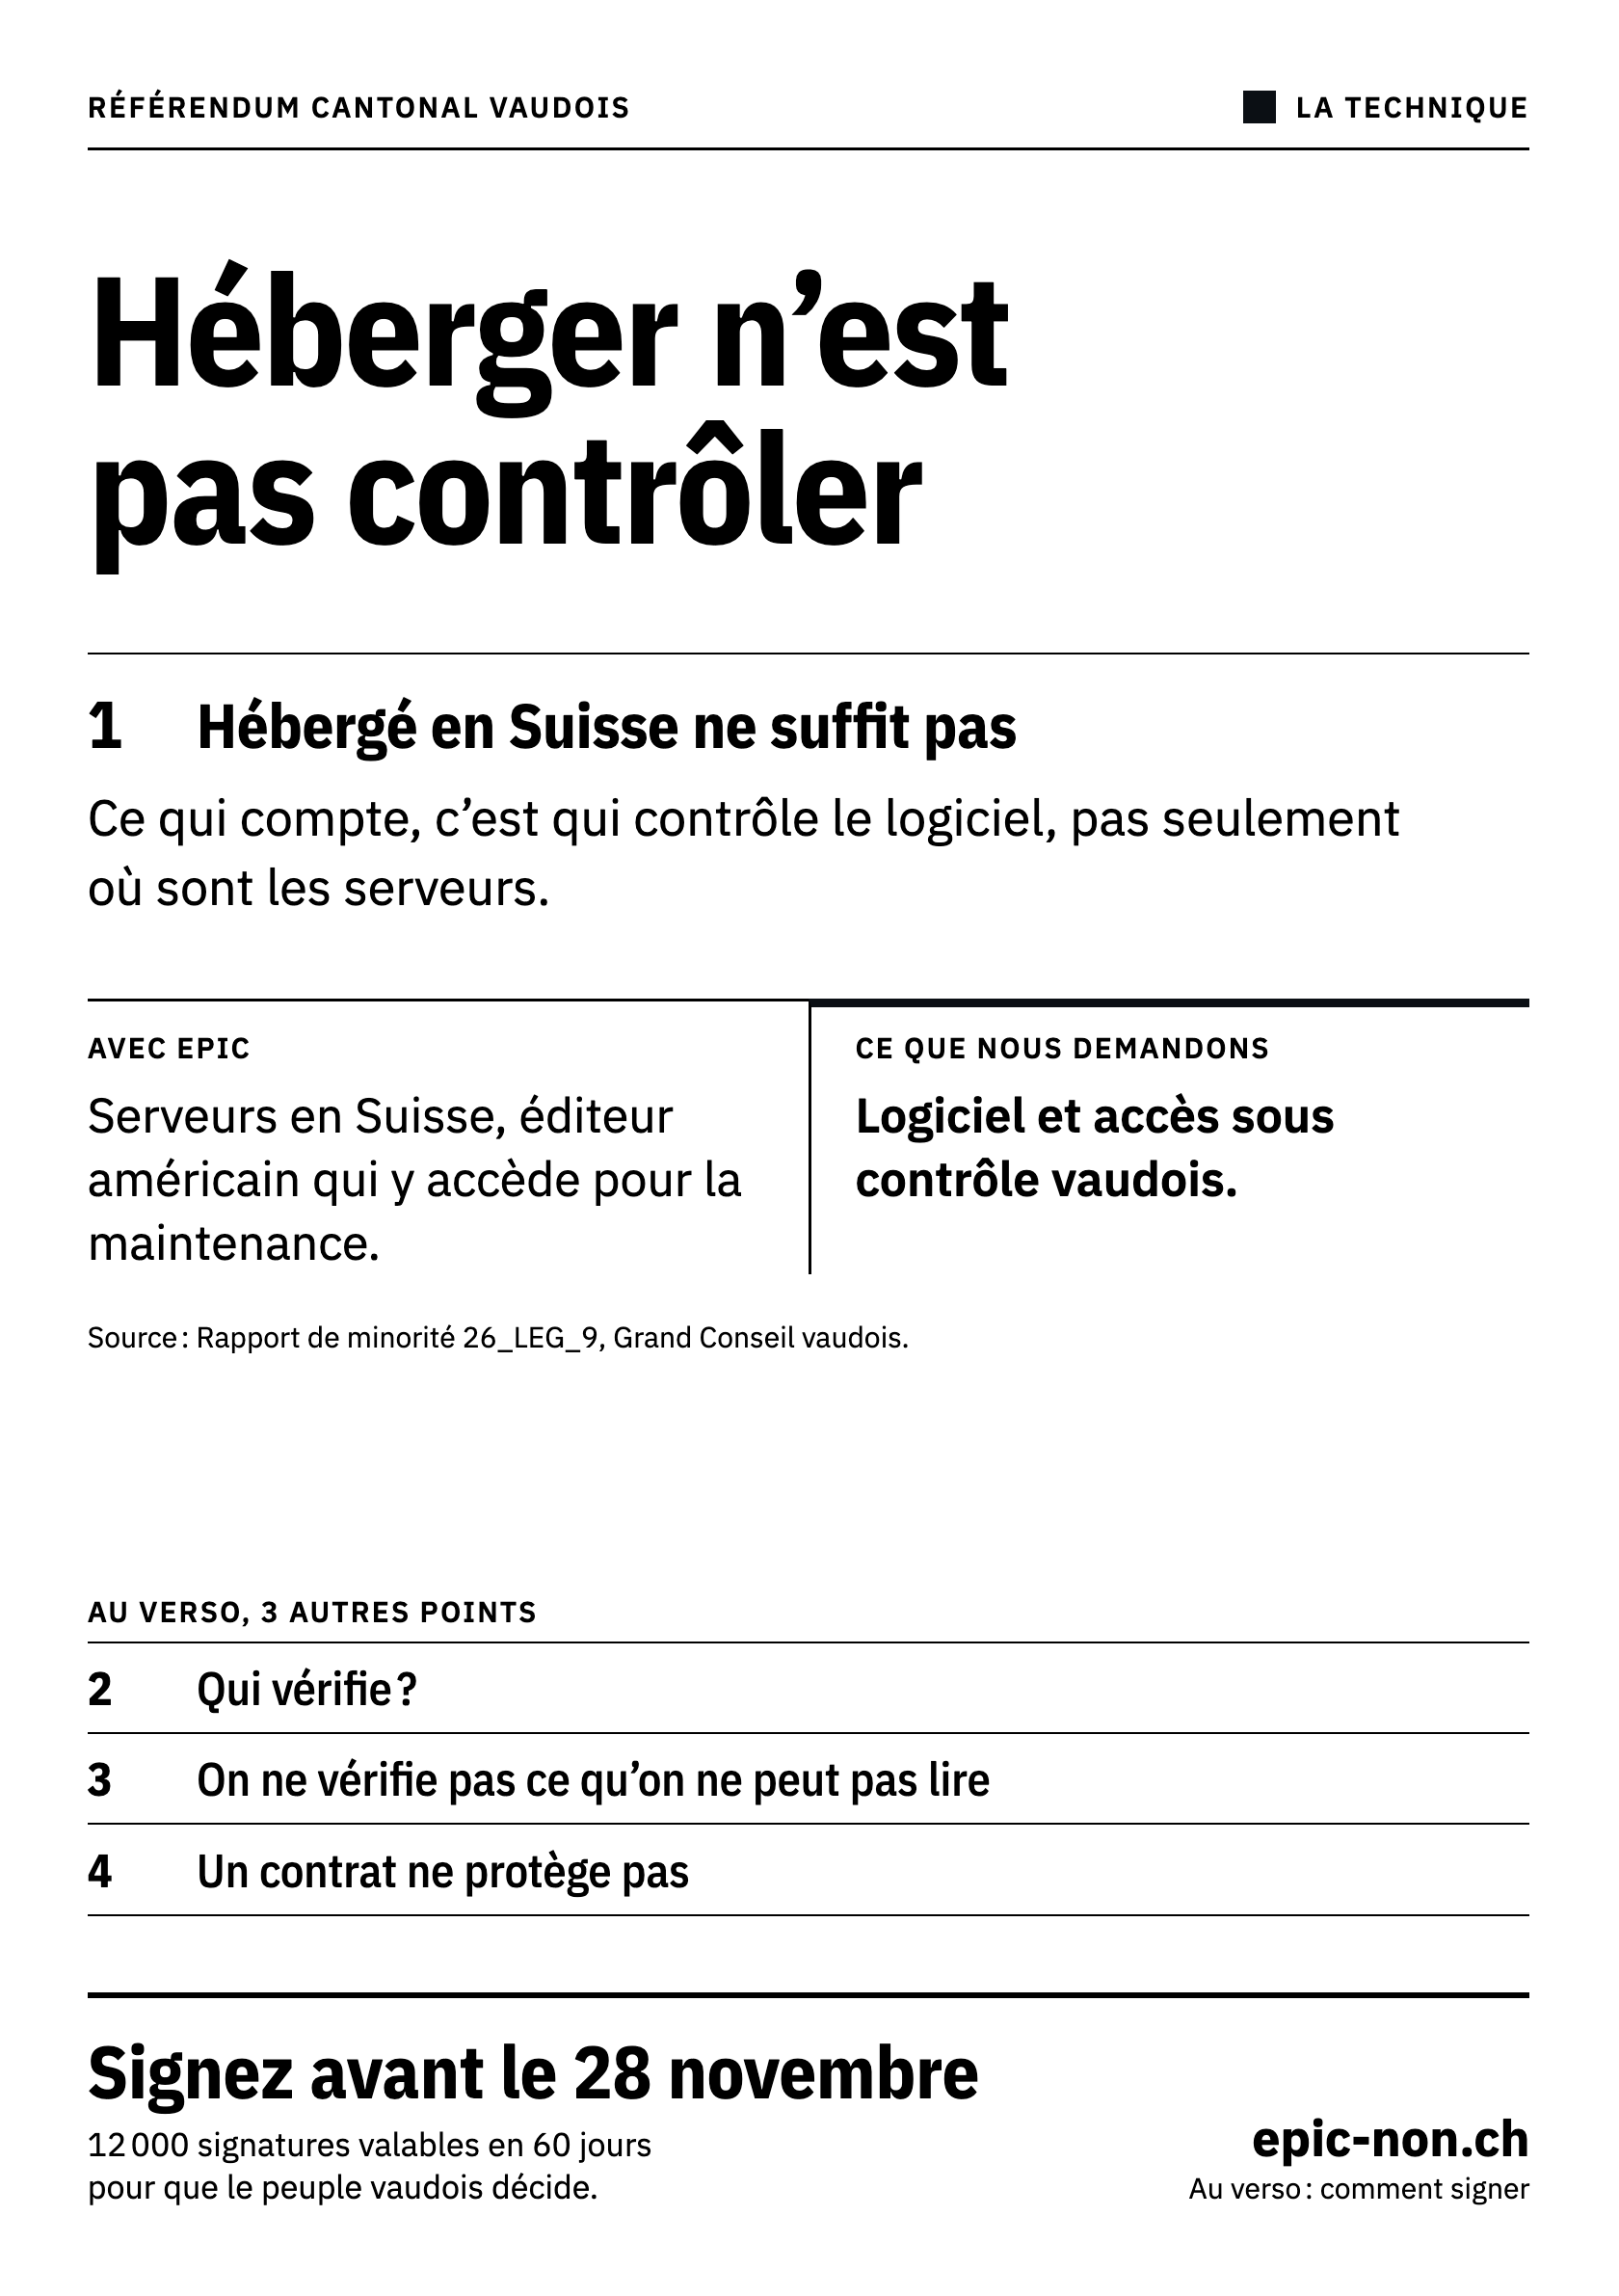 RÉFÉRENDUM CANTONAL VAUDOIS
LA TECHNIQUE
Héberger n’est
pas contrôler
1 Hébergé en Suisse ne suffit pas
Ce qui compte, c’est qui contrôle le logiciel, pas seulement
où sont les serveurs.
AVEC EPIC
Serveurs en Suisse, éditeur
américain qui y accède pour la
maintenance.
CE QUE NOUS DEMANDONS
Logiciel et accès sous
contrôle vaudois.
Source : Rapport de minorité 26_LEG_9, Grand Conseil vaudois.
AU VERSO, 3 AUTRES POINTS
2 Qui vérifie ?
3 On ne vérifie pas ce qu’on ne peut pas lire
4 Un contrat ne protège pas
Signez avant le 28 novembre
12 000 signatures valables en 60 jours
pour que le peuple vaudois décide.
epic-non.ch
Au verso : comment signer